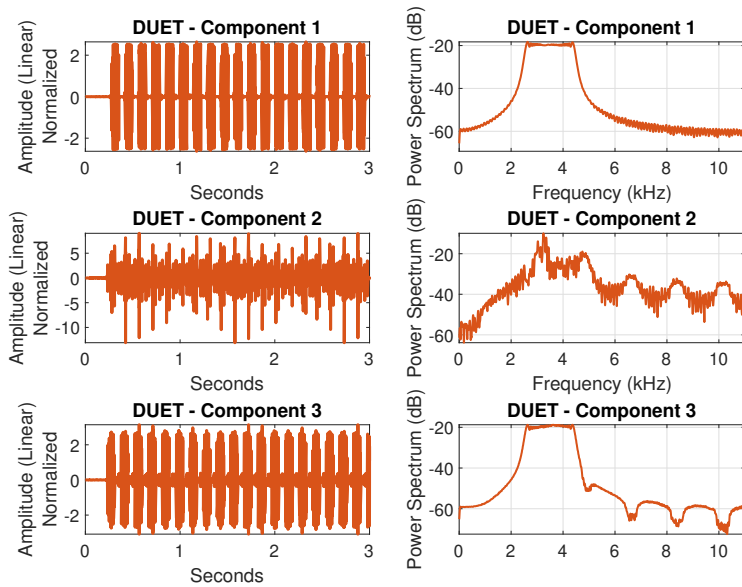 DUET - Component 1
Amplitude (Linear)
Normalized
2
0
-2
0
1
2
3
Seconds
DUET - Component 1
Power Spectrum (dB)
-20
-40
-60
0
2
4
6
8
10
Frequency (kHz)
DUET - Component 2
Amplitude (Linear)
Normalized
5
0
-5
-10
0
1
2
3
Seconds
DUET - Component 2
Power Spectrum (dB)
-20
-40
-60
0
2
4
6
8
10
Frequency (kHz)
DUET - Component 3
Amplitude (Linear)
Normalized
2
0
-2
0
1
2
3
Seconds
DUET - Component 3
Power Spectrum (dB)
-20
-40
-60
0
2
4
6
8
10
Frequency (kHz)